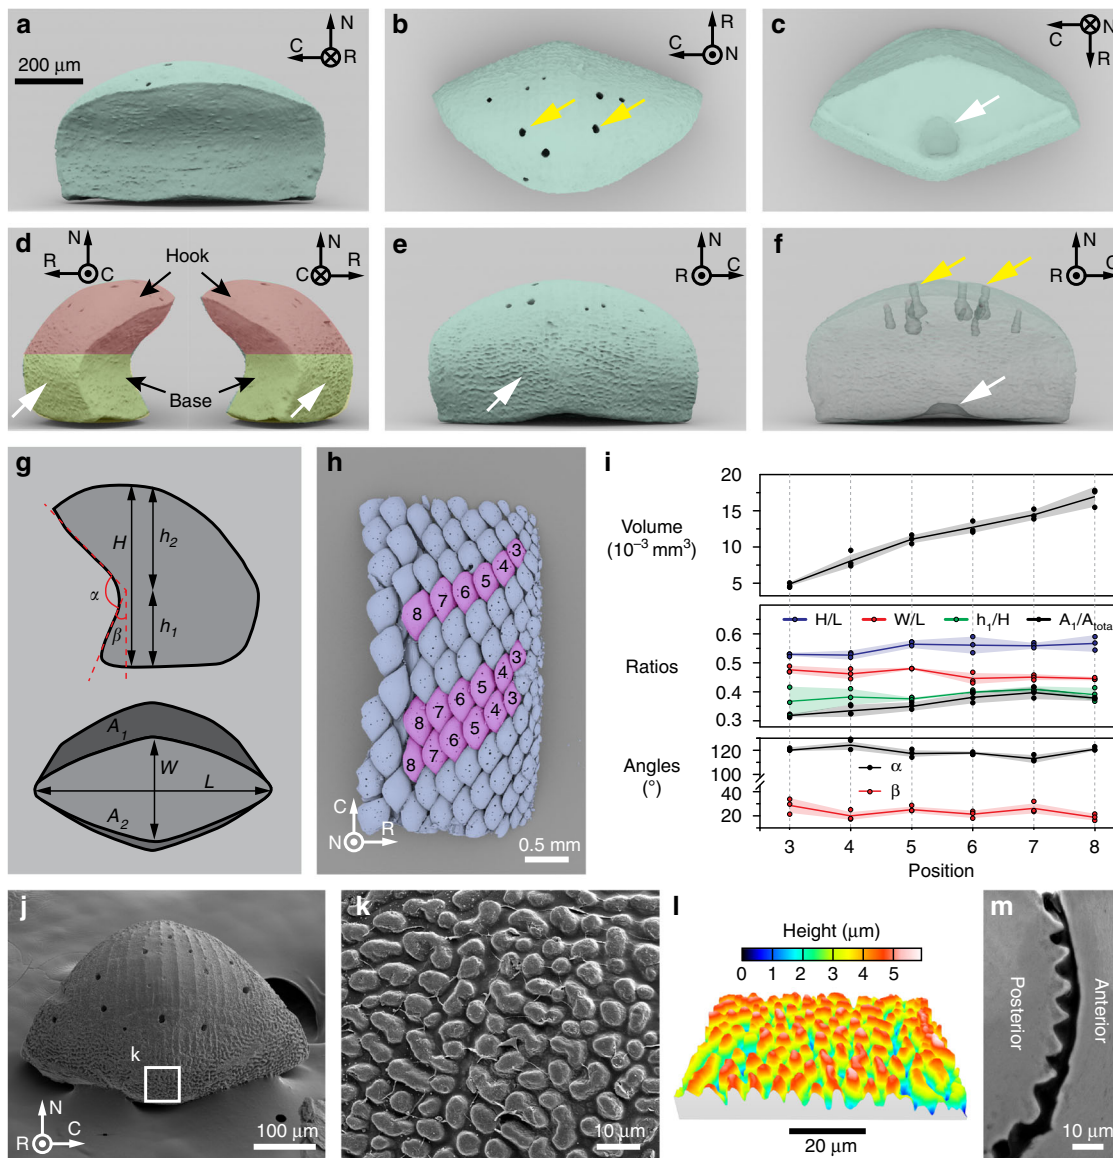 a
N
C
R
200 μm
b
R
C
N
c
C
N
R
d
N
R
C
Hook
N
C
R
Base
e
N
R
C
f
N
R
C
g
H
h2
α
β
h1
A1
W
L
A2
h
3
4
5
6
7
8
3
4
5
6
7
8
3
4
5
6
7
8
C
N
R
0.5 mm
i
Volume
(10⁻³ mm³)
20
15
10
5
H/L
W/L
h1/H
A1/Atotal
Ratios
0.6
0.5
0.4
0.3
Angles
(°)
120
100
40
20
α
β
3 4 5 6 7 8
Position
j
k
N
R
C
100 μm
k
10 μm
l
Height (μm)
0 1 2 3 4 5
20 μm
m
Posterior
Anterior
10 μm